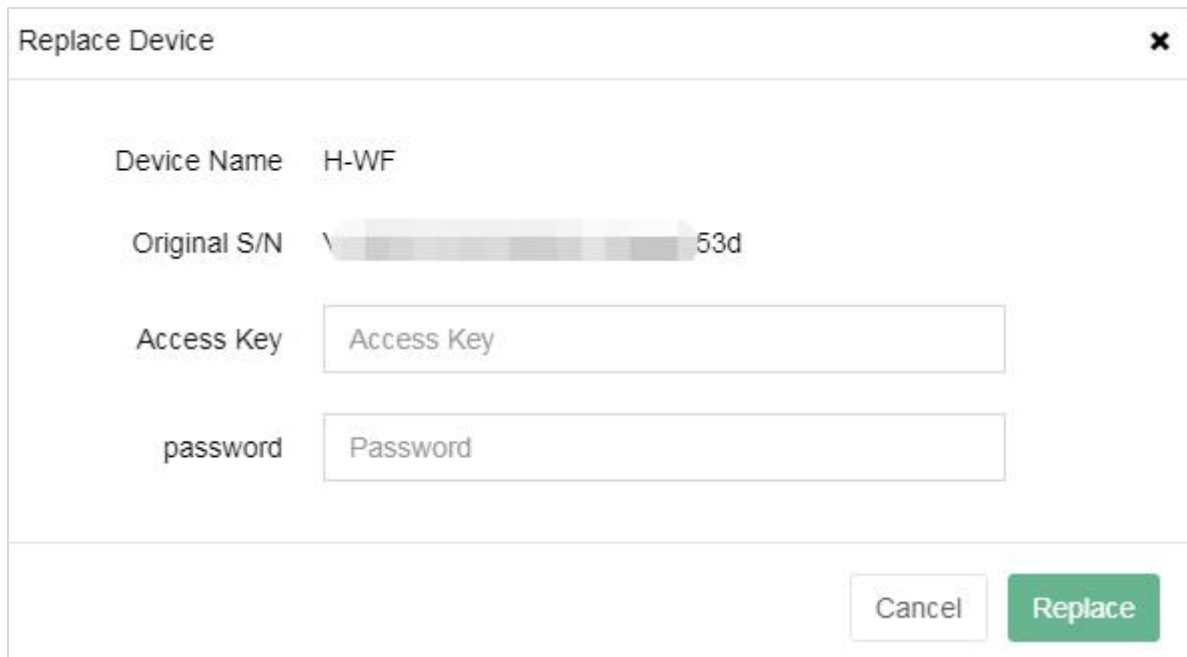 Replace Device ✖
Device Name H-WF
Original S/N 53d
Access Key Access Key
password Password
Cancel Replace